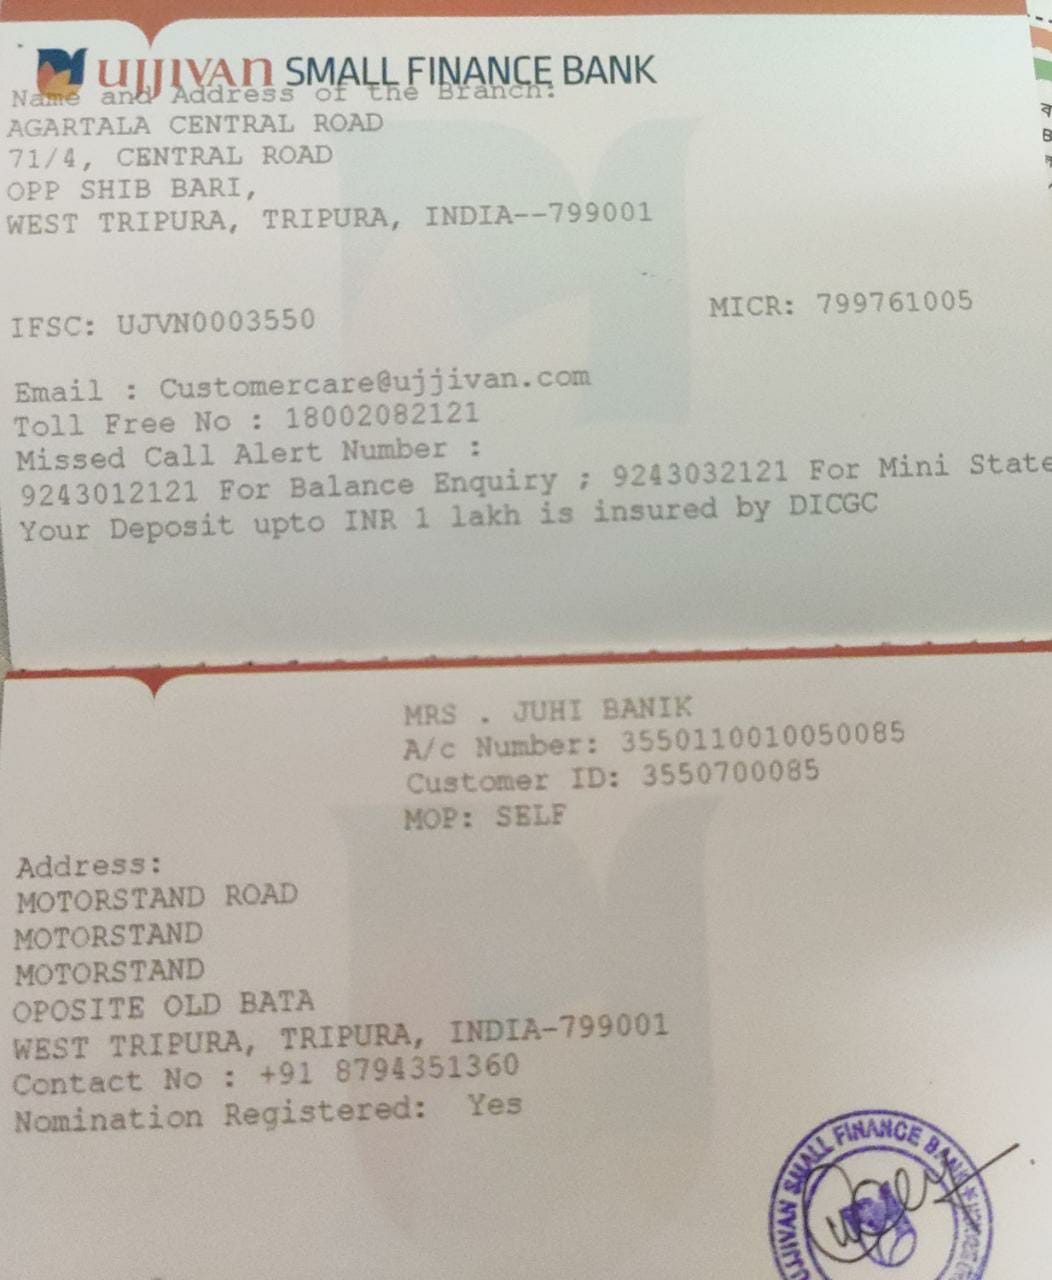 UJJIVAN SMALL FINANCE BANK
Name and Address of the Branch:
AGARTALA CENTRAL ROAD
71/4, CENTRAL ROAD
OPP SHIB BARI,
WEST TRIPURA, TRIPURA, INDIA--799001
IFSC: UJVN0003550 MICR: 799761005
Email : Customercare@ujjivan.com
Toll Free No : 18002082121
Missed Call Alert Number :
9243012121 For Balance Enquiry ; 9243032121 For Mini State
Your Deposit upto INR 1 lakh is insured by DICGC
MRS . JUHI BANIK
A/c Number: 3550110010050085
Customer ID: 3550700085
MOP: SELF
Address:
MOTORSTAND ROAD
MOTORSTAND
MOTORSTAND
OPOSITE OLD BATA
WEST TRIPURA, TRIPURA, INDIA-799001
Contact No : +91 8794351360
Nomination Registered: Yes
UJJIVAN SMALL FINANCE BANK